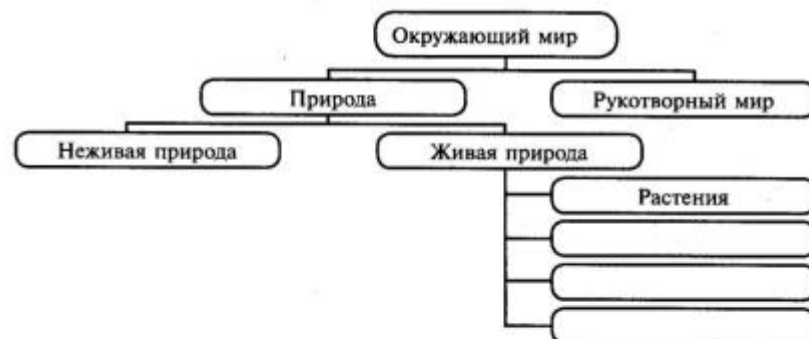 Окружающий мир
Природа
Рукотворный мир
Неживая природа
Живая природа
Растения